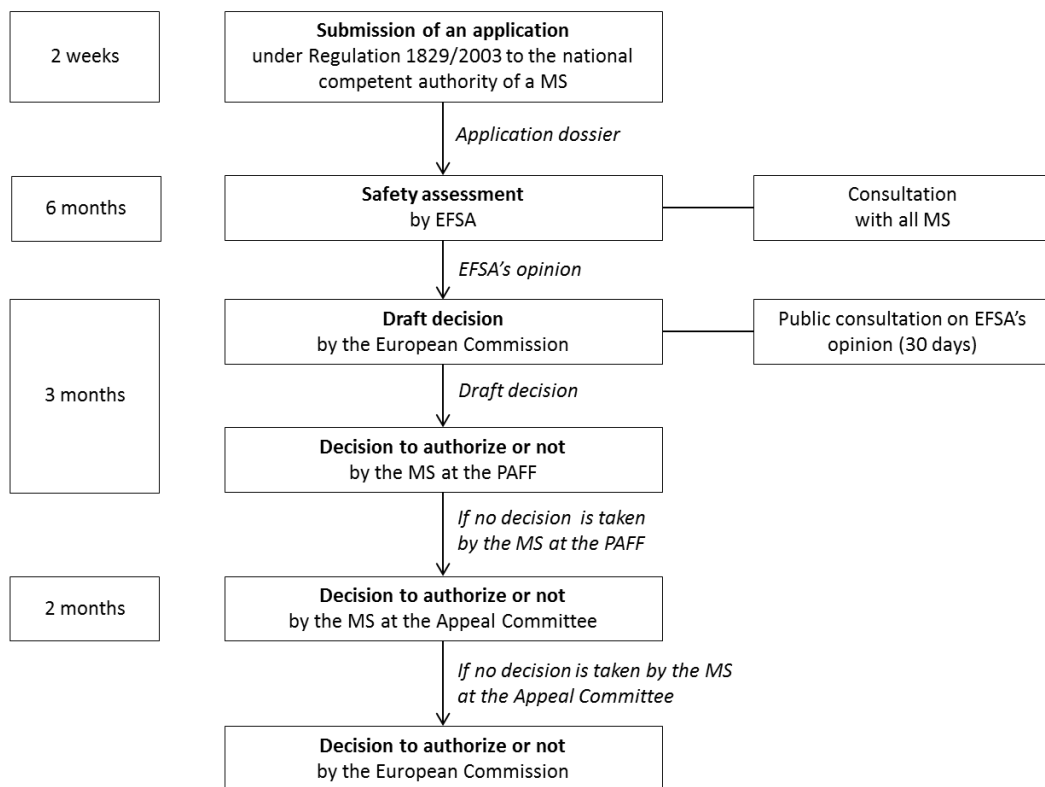 2 weeks
Submission of an application
under Regulation 1829/2003 to the national
competent authority of a MS
Application dossier
6 months
Safety assessment
by EFSA
Consultation
with all MS
EFSA's opinion
3 months
Draft decision
by the European Commission
Public consultation on EFSA's
opinion (30 days)
Draft decision
Decision to authorize or not
by the MS at the PAFF
If no decision is taken
by the MS at the PAFF
2 months
Decision to authorize or not
by the MS at the Appeal Committee
If no decision is taken by the MS
at the Appeal Committee
Decision to authorize or not
by the European Commission